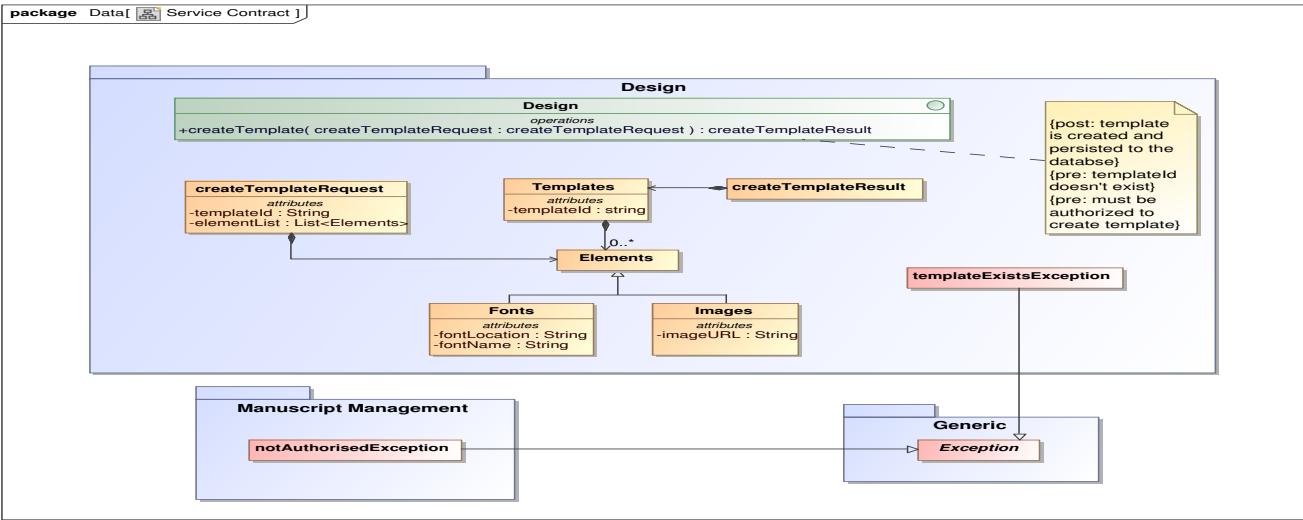 package Data[ Service Contract ]
Design
Design
operations
+createTemplate( createTemplateRequest : createTemplateRequest ) : createTemplateResult
{post: template
is created and
persisted to the
databse}
{pre: templateId
doesn't exist}
{pre: must be
authorized to
create template}
createTemplateRequest
attributes
-templateId : String
-elementList : List<Elements>
Templates
attributes
-templateId : string
createTemplateResult
0..*
Elements
templateExistsException
Fonts
attributes
-fontLocation : String
-fontName : String
Images
attributes
-imageURL : String
Manuscript Management
notAuthorisedException
Generic
Exception